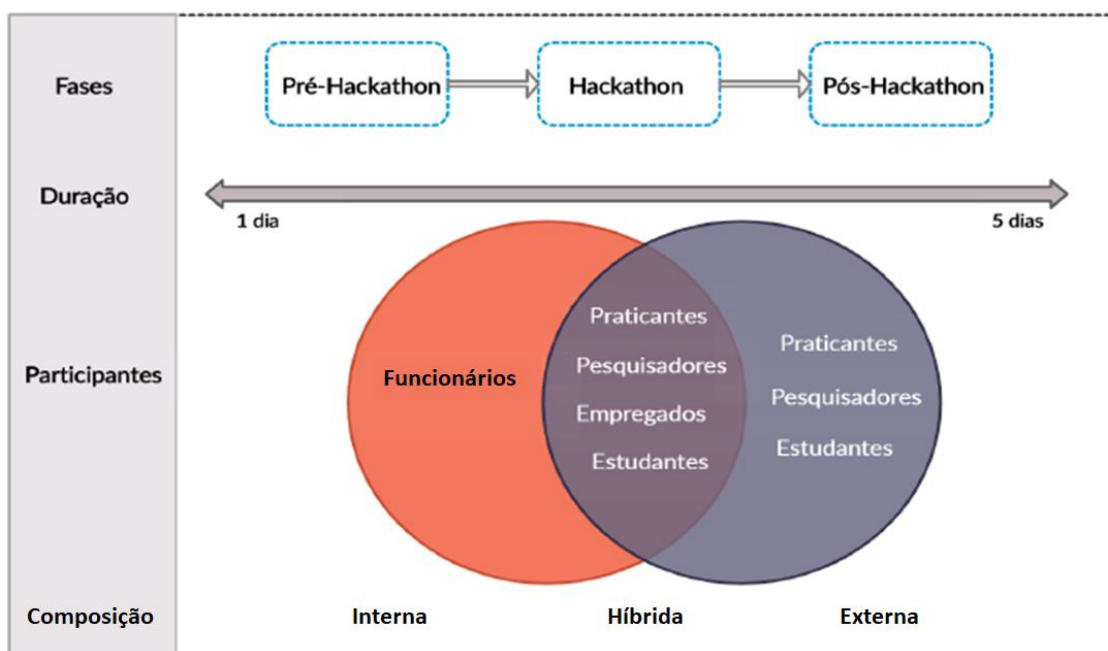 Fases
Pré-Hackathon
Hackathon
Pós-Hackathon
Duração
1 dia
5 dias
Participantes
Funcionários
Praticantes
Pesquisadores
Empregados
Estudantes
Praticantes
Pesquisadores
Estudantes
Composição
Interna
Híbrida
Externa